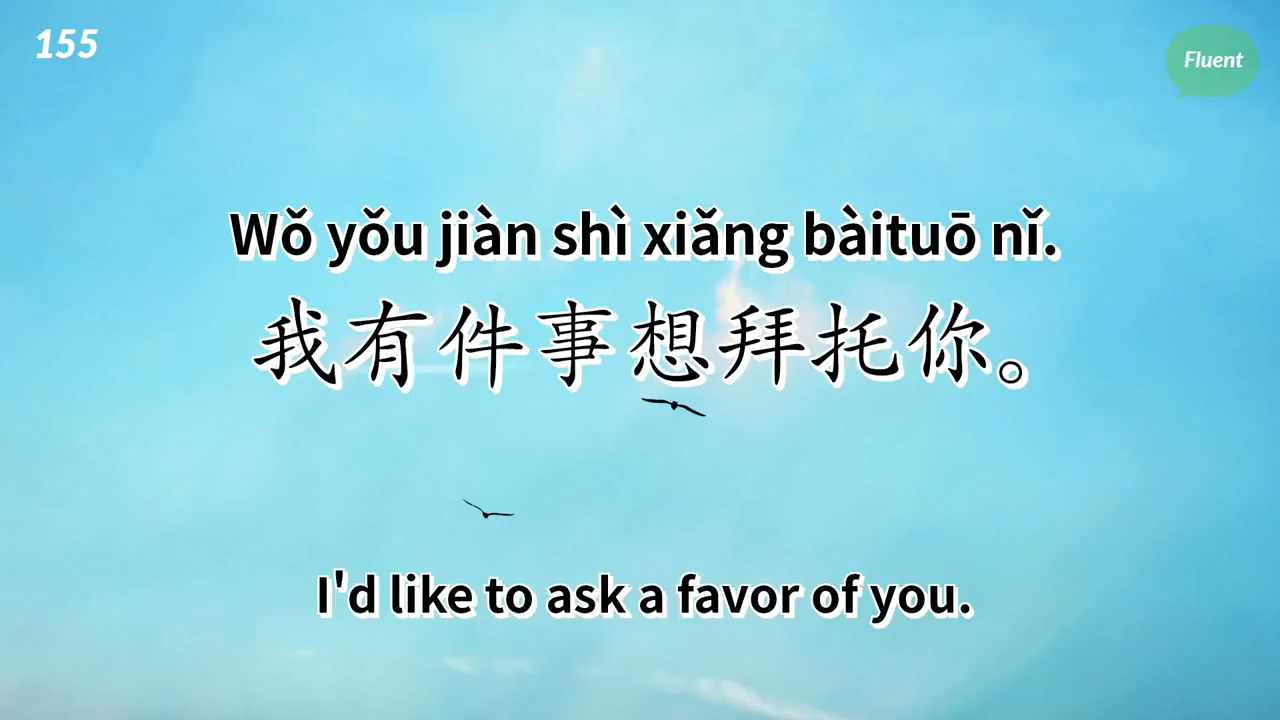 155
Fluent
Wǒ yǒu jiàn shì xiǎng bàituō nǐ.
我有件事想拜托你。
I'd like to ask a favor of you.